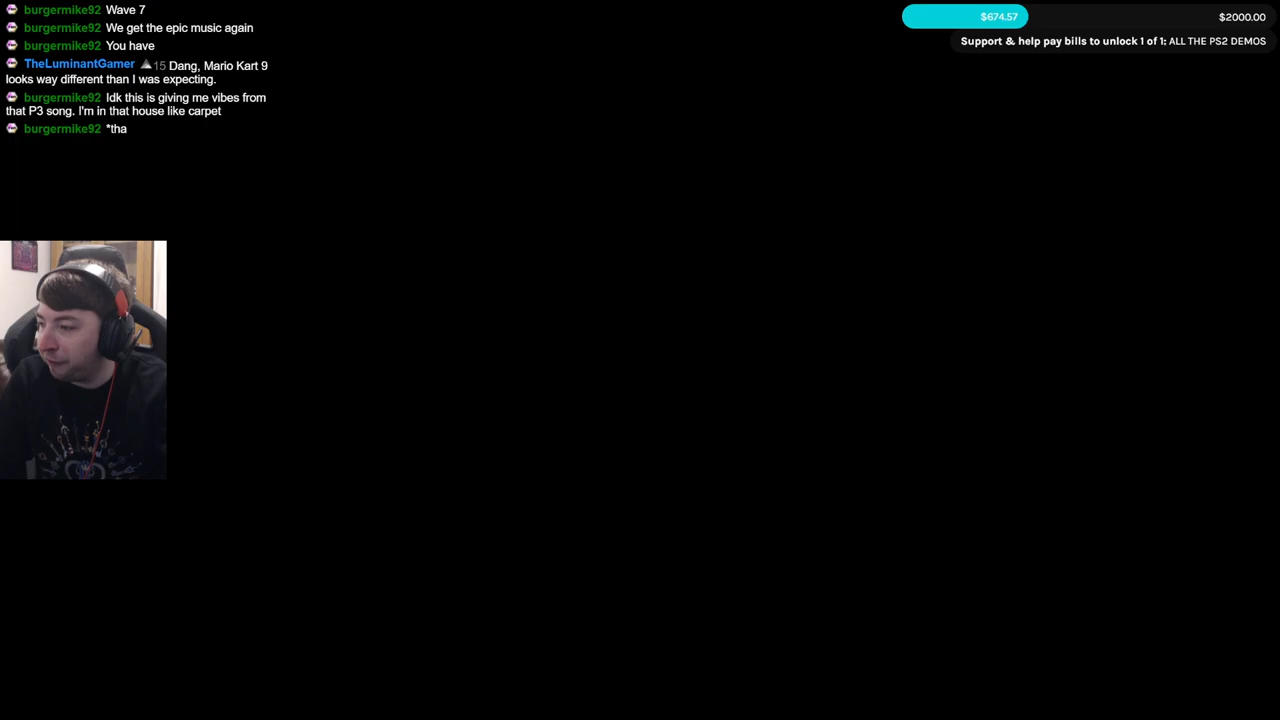 burgermike92 Wave 7
burgermike92 We get the epic music again
burgermike92 You have
TheLuminantGamer 15 Dang, Mario Kart 9
looks way different than I was expecting.
burgermike92 Idk this is giving me vibes from
that P3 song. I'm in that house like carpet
burgermike92 *tha
$674.57 $2000.00
Support & help pay bills to unlock 1 of 1: ALL THE PS2 DEMOS